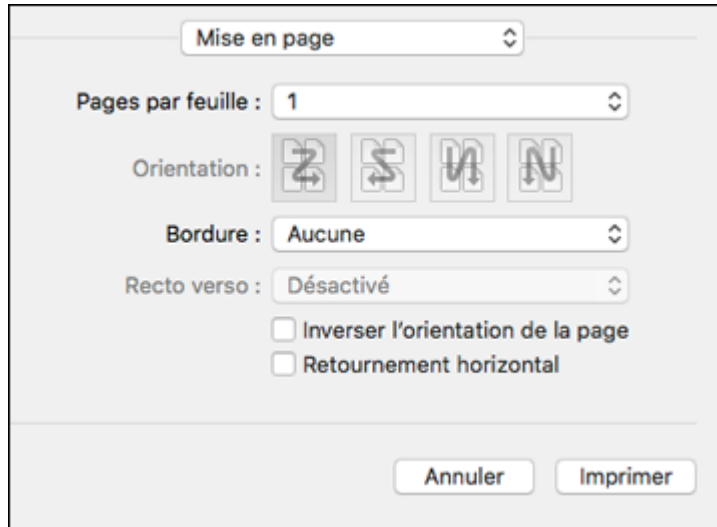 Mise en page
Pages par feuille : 1
Orientation :
Bordure : Aucune
Recto verso : Désactivé
Inverser l'orientation de la page
Retournement horizontal
Annuler Imprimer